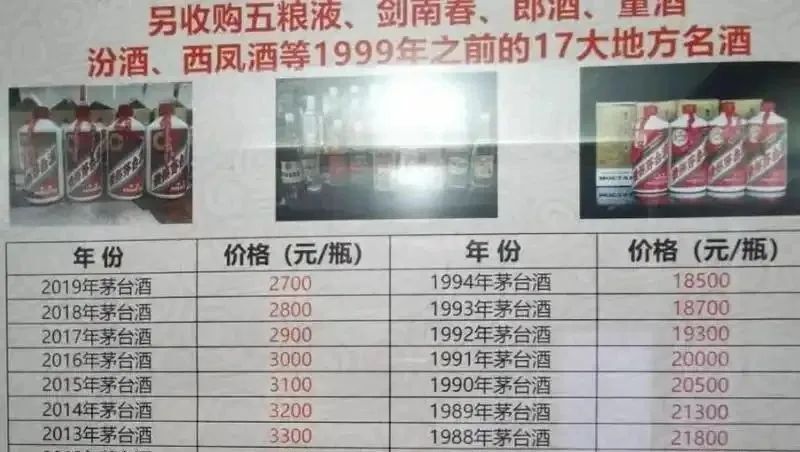 另收购五粮液、剑南春、郎酒、董酒
汾酒、西凤酒等1999年之前的17大地方名酒
年份 价格（元/瓶） 年份 价格（元/瓶）
2019年茅台酒 2700 1994年茅台酒 18500
2018年茅台酒 2800 1993年茅台酒 18700
2017年茅台酒 2900 1992年茅台酒 19300
2016年茅台酒 3000 1991年茅台酒 20000
2015年茅台酒 3100 1990年茅台酒 20500
2014年茅台酒 3200 1989年茅台酒 21300
2013年茅台酒 3300 1988年茅台酒 21800